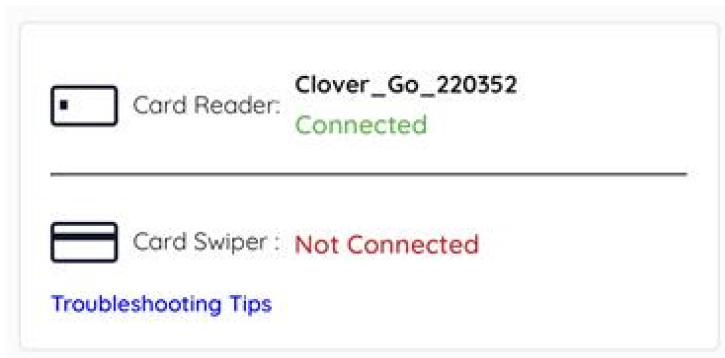 Clover_Go_220352
Card Reader:
Connected
Card Swiper : Not Connected
Troubleshooting Tips